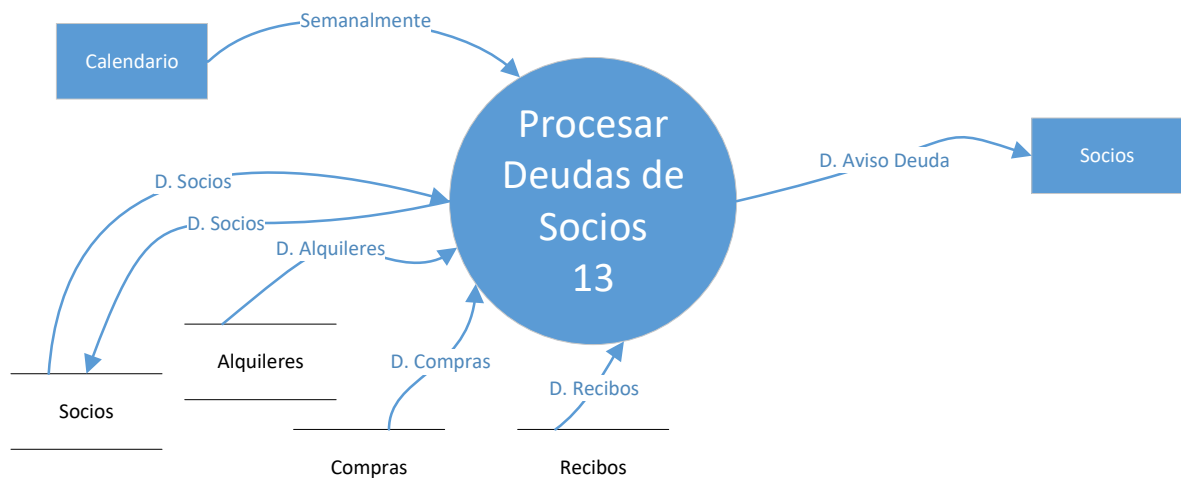 Semanalmente
Calendario
Procesar
Deudas de
Socios
13
D. Aviso Deuda
Socios
D. Socios
D. Socios
D. Alquileres
Alquileres
D. Compras
D. Recibos
Socios
Compras
Recibos